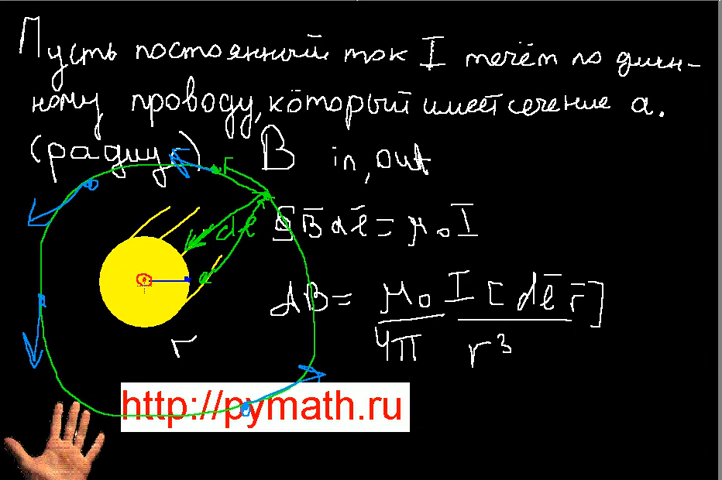 Пусть постоянный ток I течёт по длин-
ному проводу, который имеет сечение a.
(радиус) B in, out
r
dl
∮ B̄ dl̄ = μ₀I
a
dB = μ₀/4π I[dl̄ r̄]/r³
r
http://pymath.ru